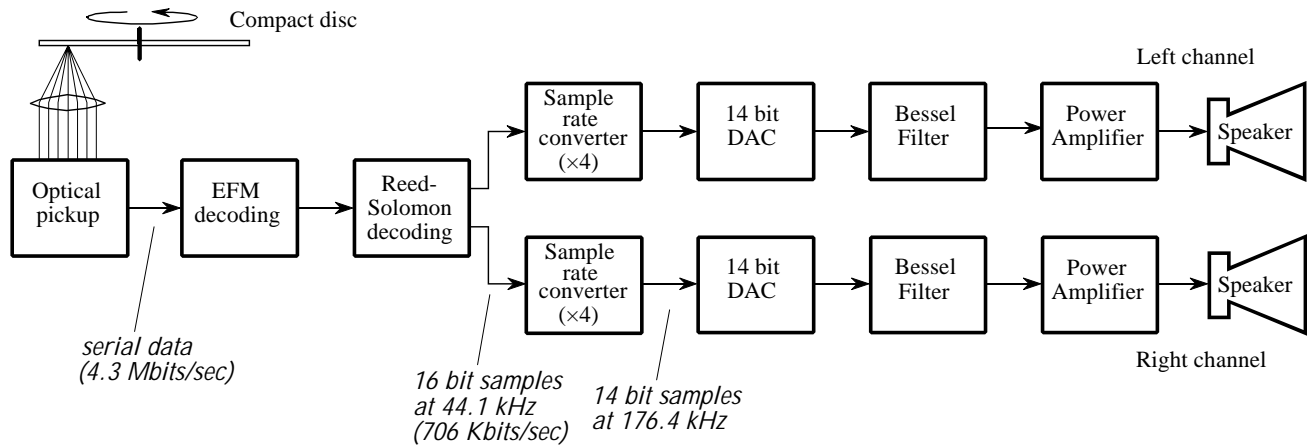 Compact disc
Optical
pickup
EFM
decoding
Reed-
Solomon
decoding
Left channel
Sample
rate
converter
(×4)
14 bit
DAC
Bessel
Filter
Power
Amplifier
Speaker
Sample
rate
converter
(×4)
14 bit
DAC
Bessel
Filter
Power
Amplifier
Speaker
Right channel
serial data
(4.3 Mbits/sec)
16 bit samples
at 44.1 kHz
(706 Kbits/sec)
14 bit samples
at 176.4 kHz